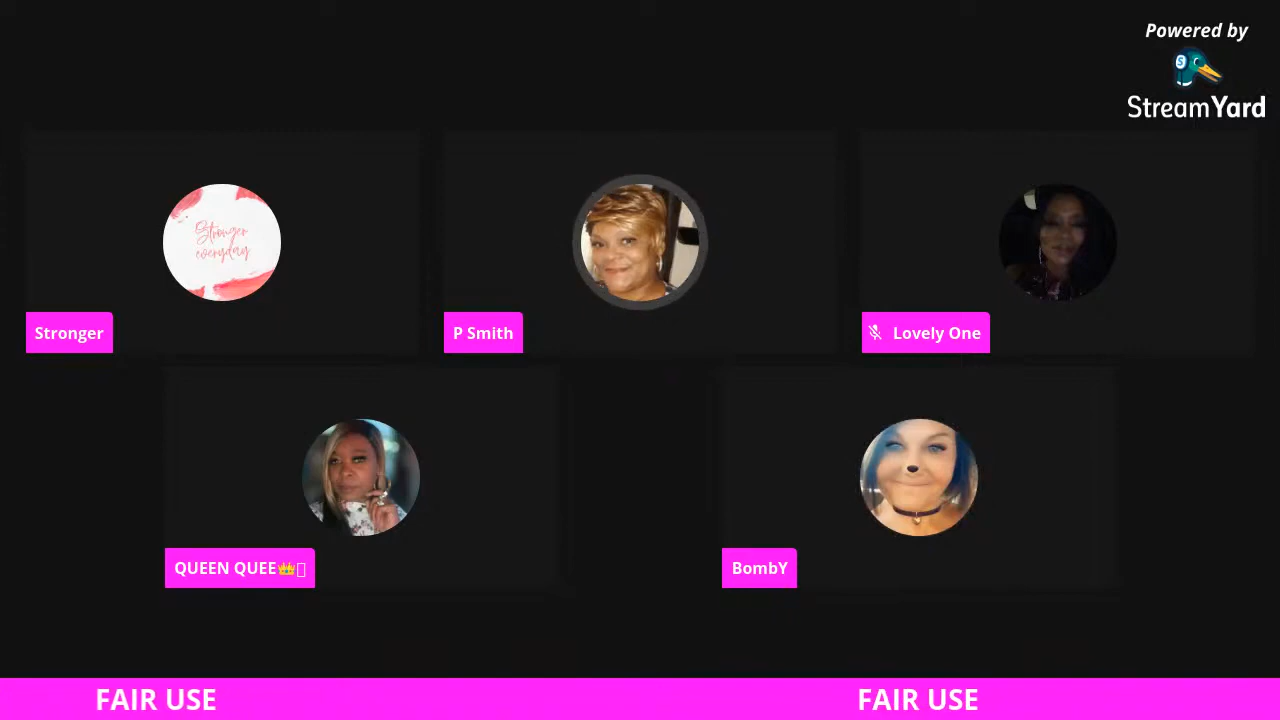 Powered by
S
StreamYard
Stronger
everyday
Stronger
P Smith
Lovely One
QUEEN QUEE👑
BombY
FAIR USE
FAIR USE